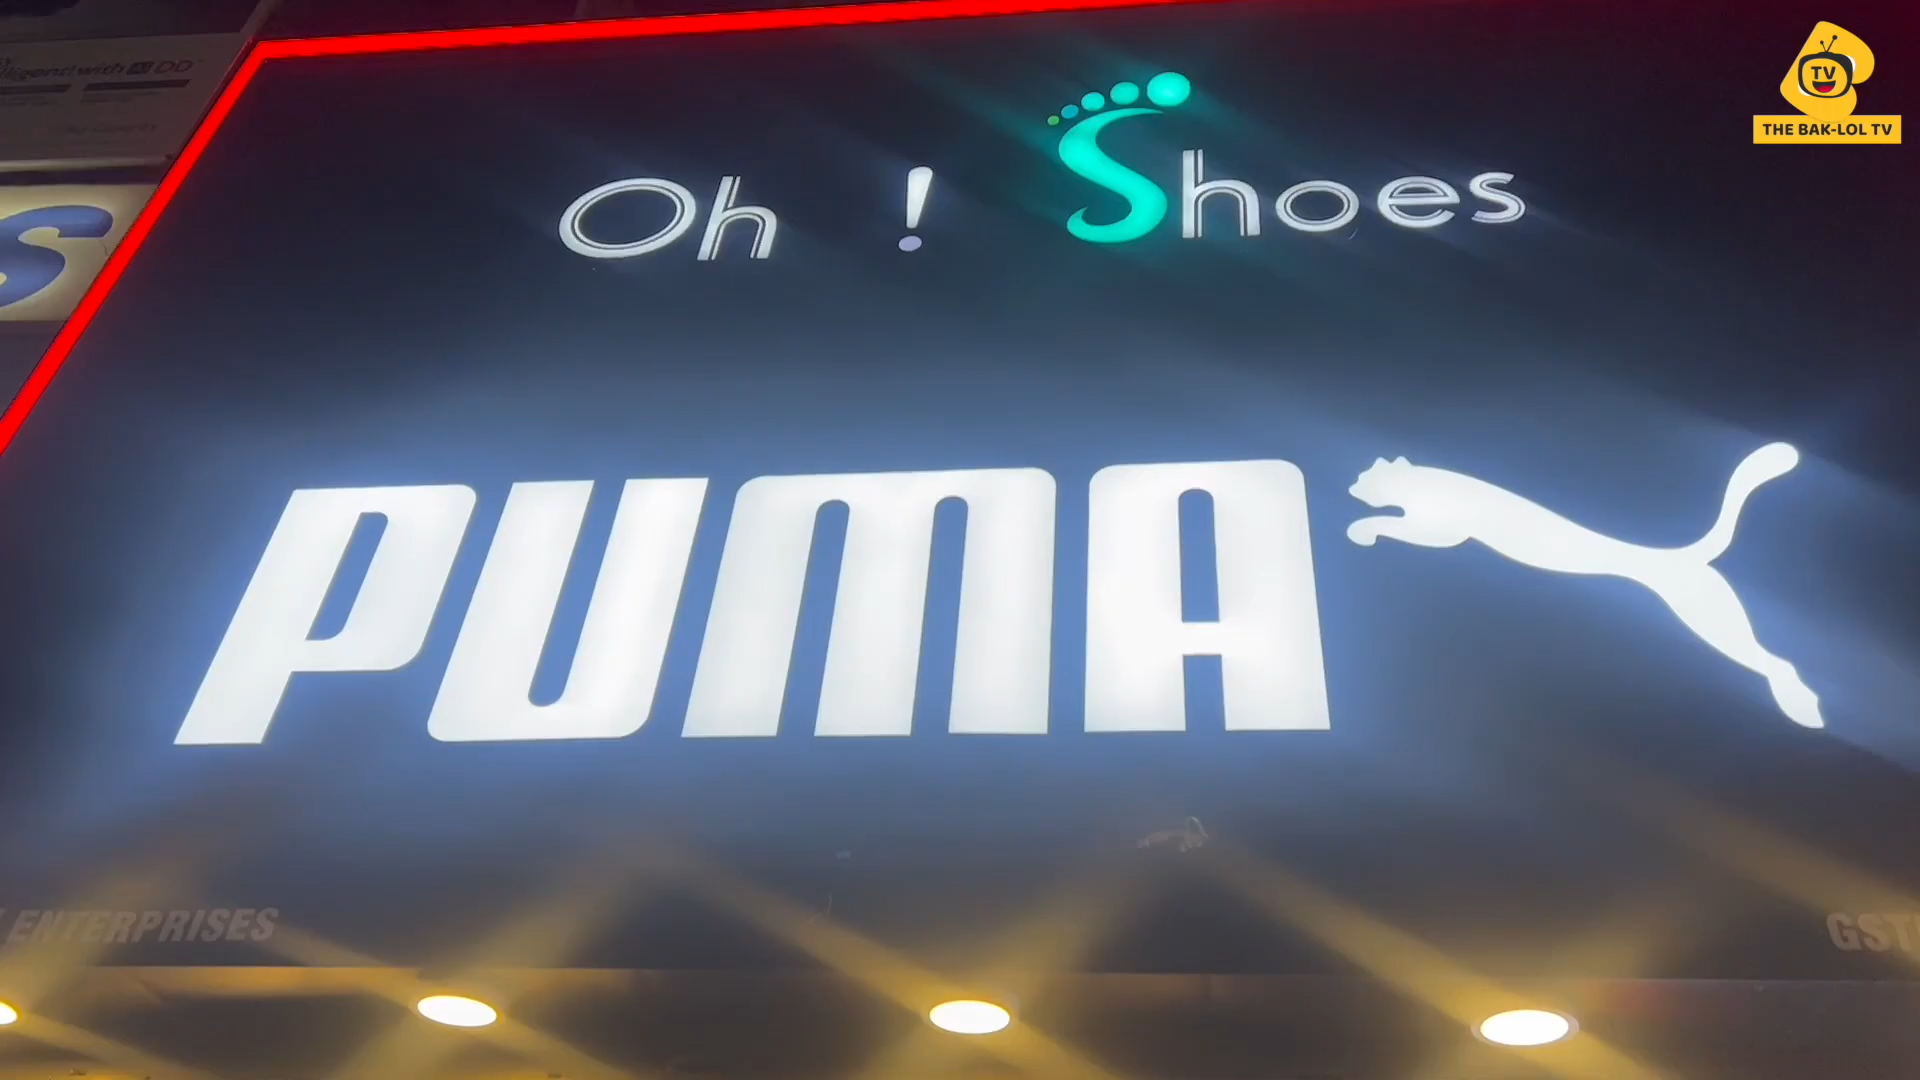 THE BAK-LOL TV
TV
Oh ! Shoes
PUMA
ENTERPRISES